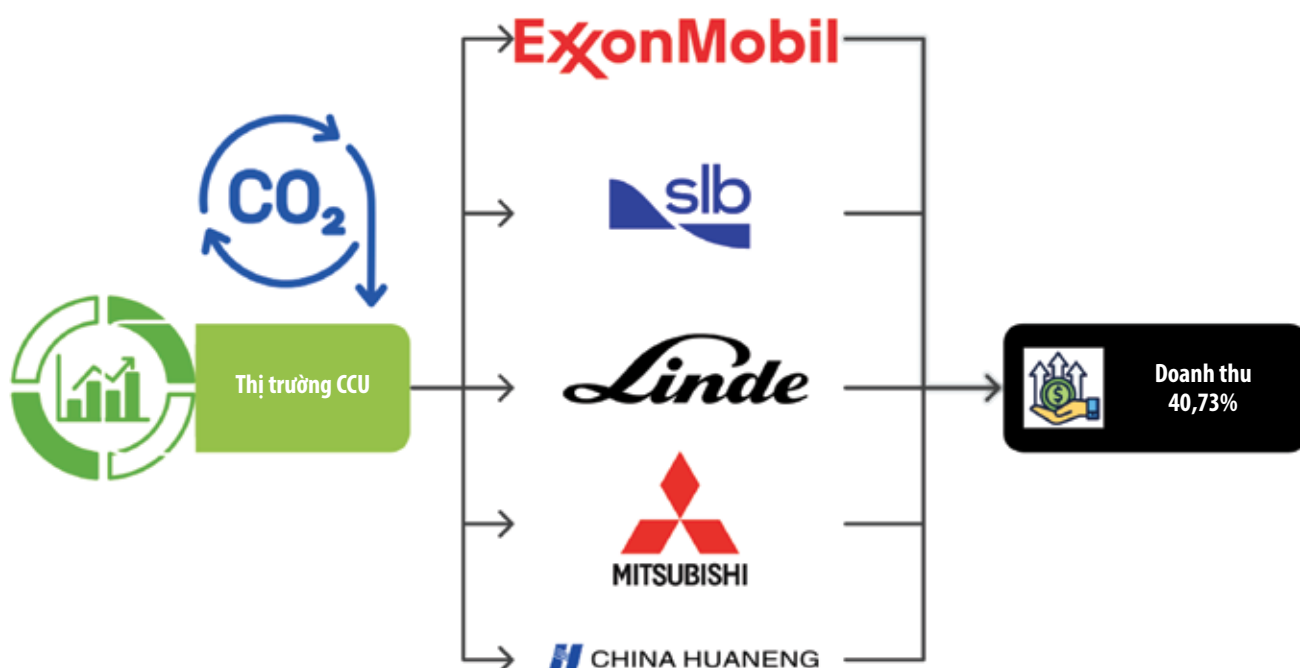 ExxonMobil
CO₂
slb
Thị trường CCU
Linde
$
Doanh thu
40,73%
MITSUBISHI
CHINA HUANENG